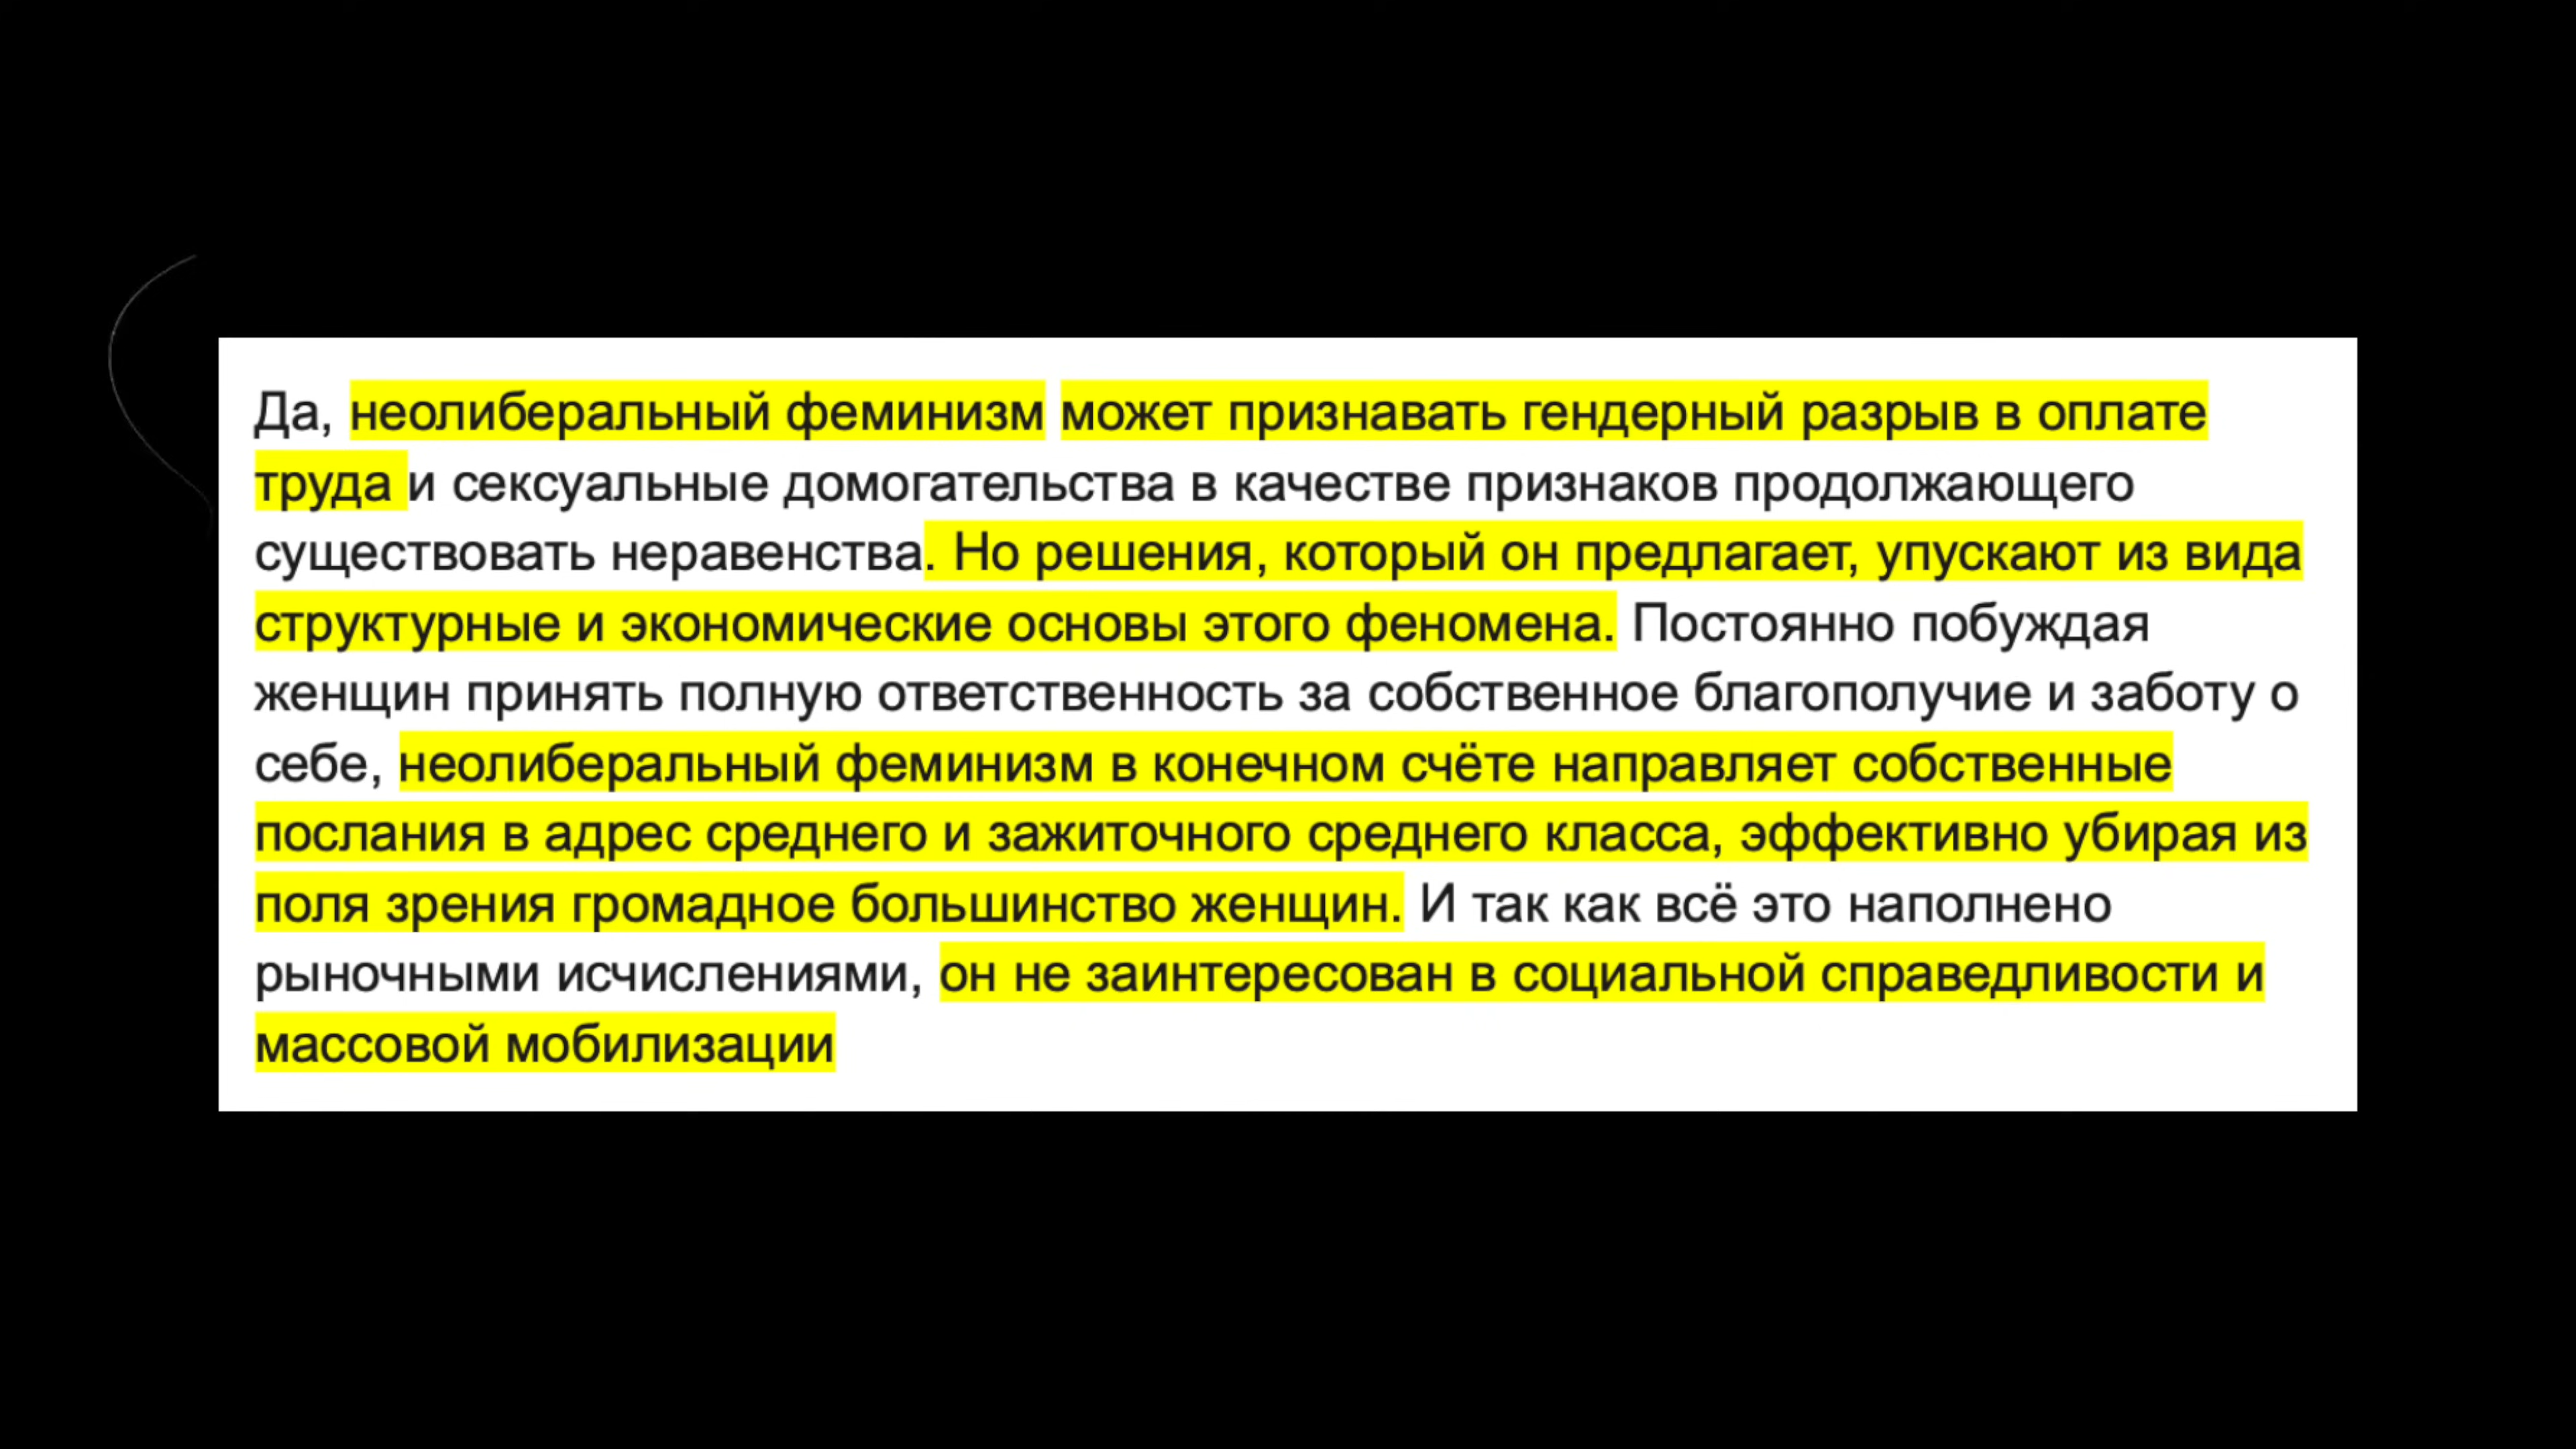 Да, неолиберальный феминизм может признавать гендерный разрыв в оплате
труда и сексуальные домогательства в качестве признаков продолжающего
существовать неравенства. Но решения, который он предлагает, упускают из вида
структурные и экономические основы этого феномена. Постоянно побуждая
женщин принять полную ответственность за собственное благополучие и заботу о
себе, неолиберальный феминизм в конечном счёте направляет собственные
послания в адрес среднего и зажиточного среднего класса, эффективно убирая из
поля зрения громадное большинство женщин. И так как всё это наполнено
рыночными исчислениями, он не заинтересован в социальной справедливости и
массовой мобилизации